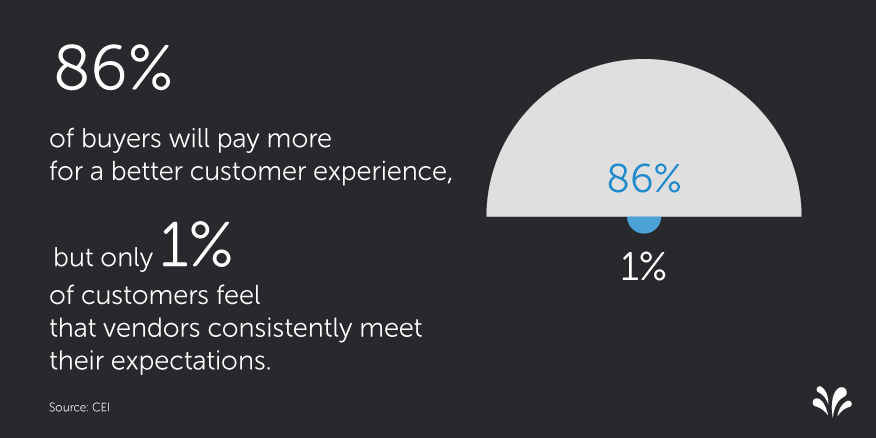 86%
of buyers will pay more
for a better customer experience,
but only 1%
of customers feel
that vendors consistently meet
their expectations.
Source: CEI
86%
1%